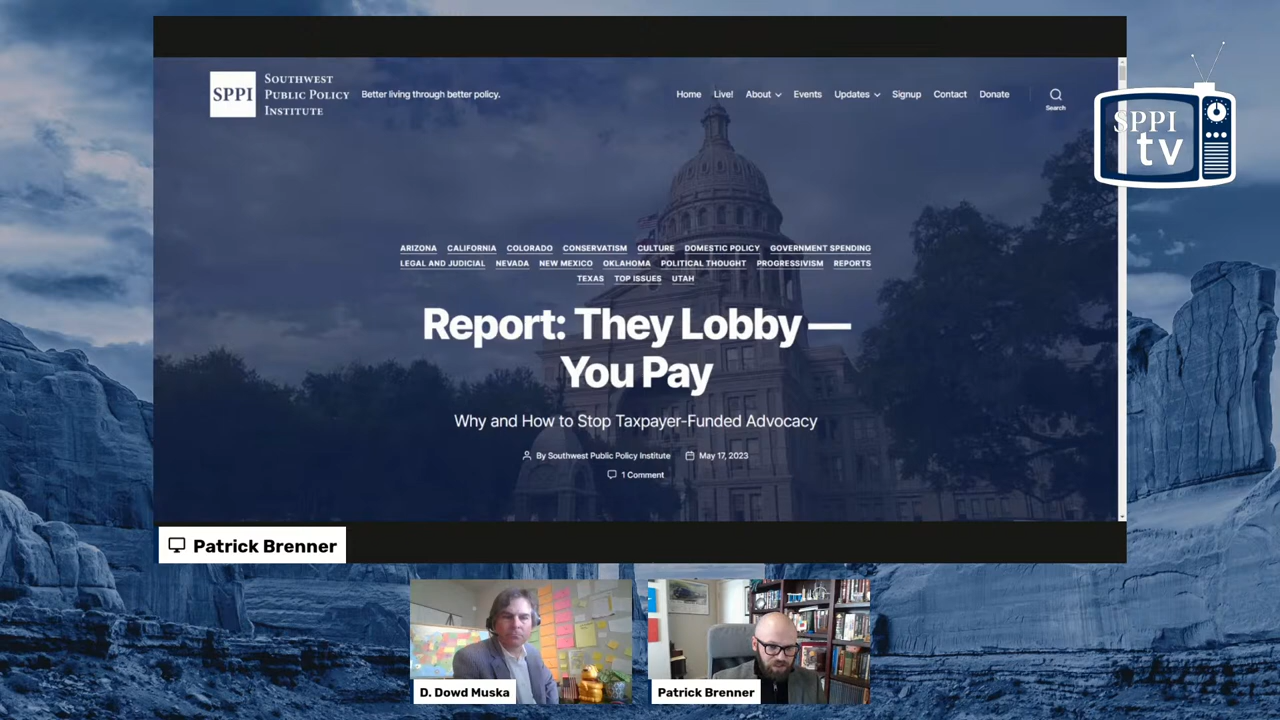 SPPI
SOUTHWEST
PUBLIC POLICY
INSTITUTE
Better living through better policy.
Home Live! About Events Updates Signup Contact Donate
Search
SPPI
tv
ARIZONA CALIFORNIA COLORADO CONSERVATISM CULTURE DOMESTIC POLICY GOVERNMENT SPENDING
LEGAL AND JUDICIAL NEVADA NEW MEXICO OKLAHOMA POLITICAL THOUGHT PROGRESSIVISM REPORTS
TEXAS TOP ISSUES UTAH
Report: They Lobby —
You Pay
Why and How to Stop Taxpayer-Funded Advocacy
By Southwest Public Policy Institute May 17, 2023
1 Comment
Patrick Brenner
D. Dowd Muska
Patrick Brenner